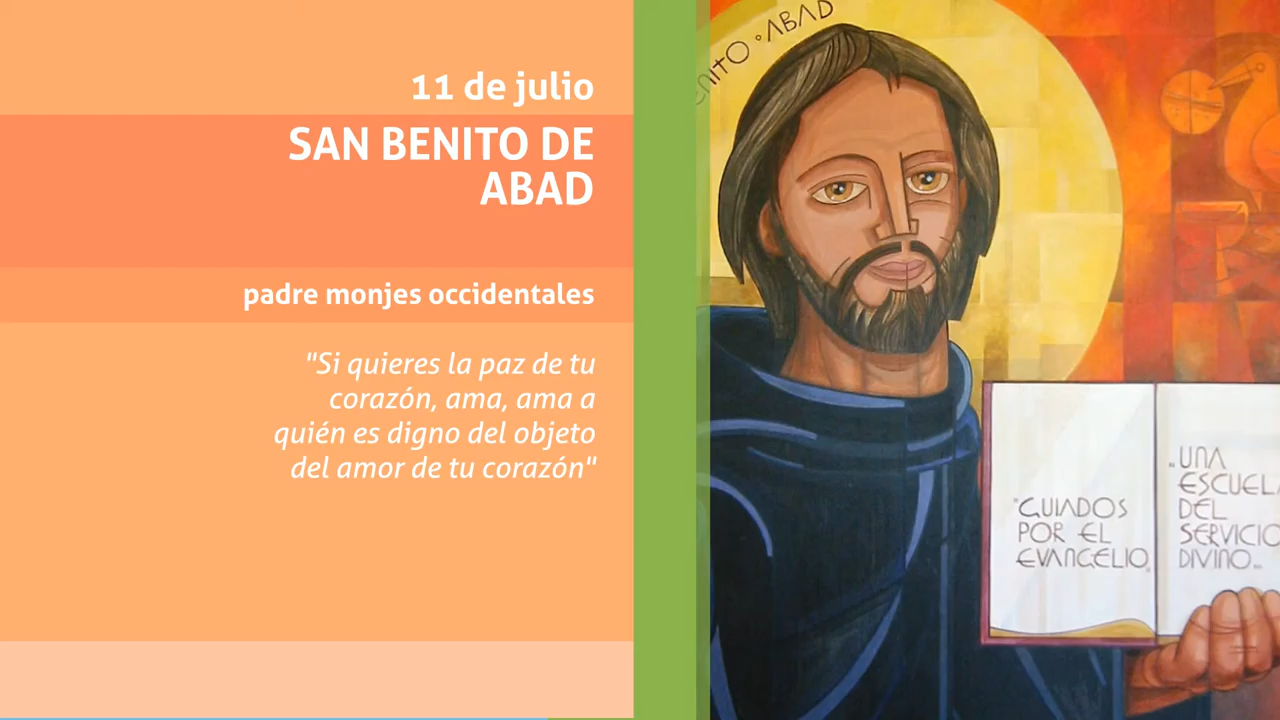 11 de julio
SAN BENITO DE
ABAD
padre monjes occidentales
"Si quieres la paz de tu
corazón, ama, ama a
quién es digno del objeto
del amor de tu corazón"
ENITO ° ABAD
"GUIADOS
POR EL
EVANGELIO"
"UNA
ESCUELA
DEL
SERVICIO
DIVINO..